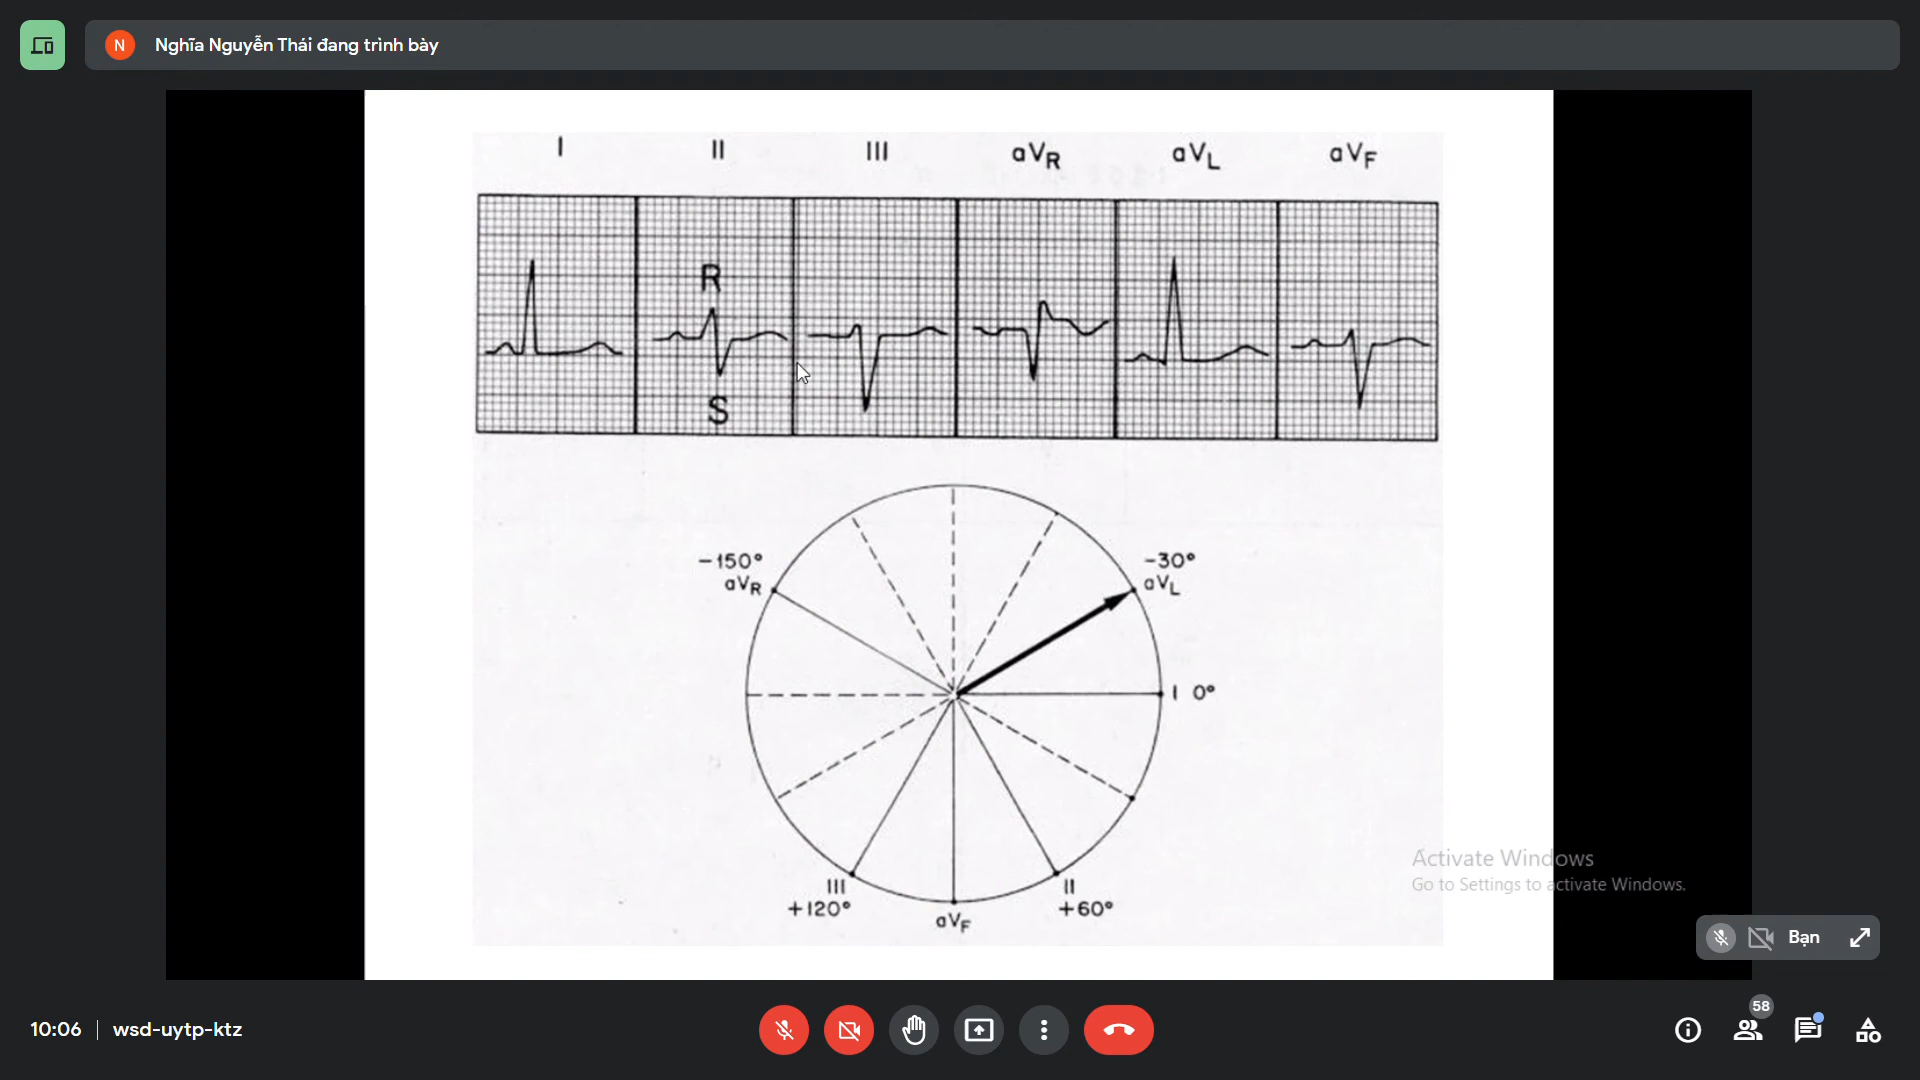 N Nghĩa Nguyễn Thái đang trình bày
I II III aVR aVL aVF
R
S
-150°
aVR
-30°
aVL
I 0°
III
+120°
aVF
II
+60°
Activate Windows
Go to Settings to activate Windows.
Bạn
58
10:06 | wsd-uytp-ktz